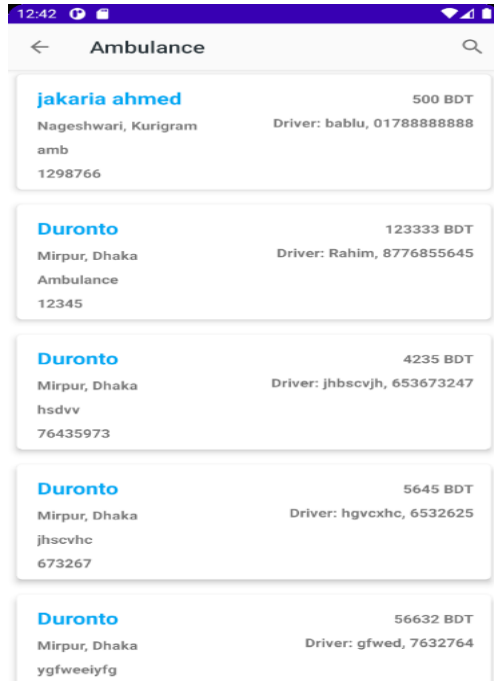 12:42
Ambulance
jakaria ahmed 500 BDT
Nageshwari, Kurigram Driver: bablu, 01788888888
amb
1298766
Duronto 123333 BDT
Mirpur, Dhaka Driver: Rahim, 8776855645
Ambulance
12345
Duronto 4235 BDT
Mirpur, Dhaka Driver: jhbscvjh, 653673247
hsdvv
76435973
Duronto 5645 BDT
Mirpur, Dhaka Driver: hgvcxhc, 6532625
jhscvhc
673267
Duronto 56632 BDT
Mirpur, Dhaka Driver: gfwed, 7632764
ygfweeiyfg